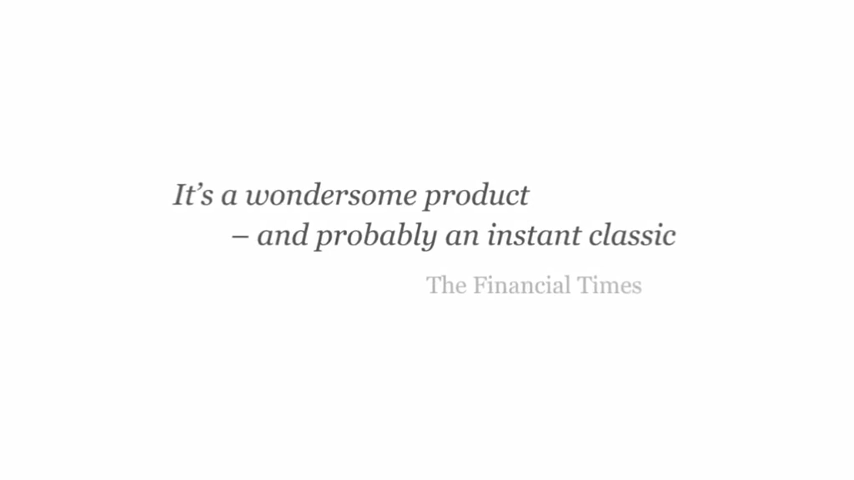 It’s a wondersome product
– and probably an instant classic
The Financial Times